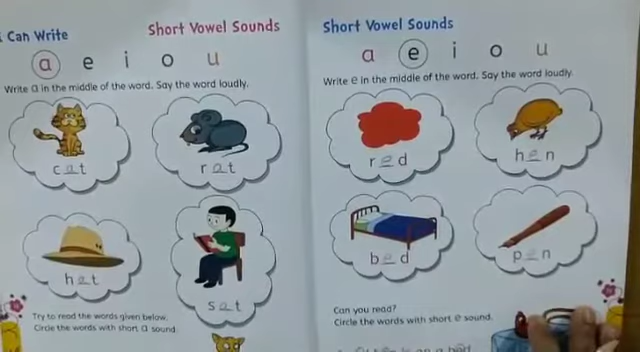 Can Write
Short Vowel Sounds
a e i o u
Write a in the middle of the word. Say the word loudly.
cat
rat
hat
sat
Try to read the words given below.
Circle the words with short a sound.
Short Vowel Sounds
a e i o u
Write e in the middle of the word. Say the word loudly.
red
hen
bed
pen
Can you read?
Circle the words with short e sound.